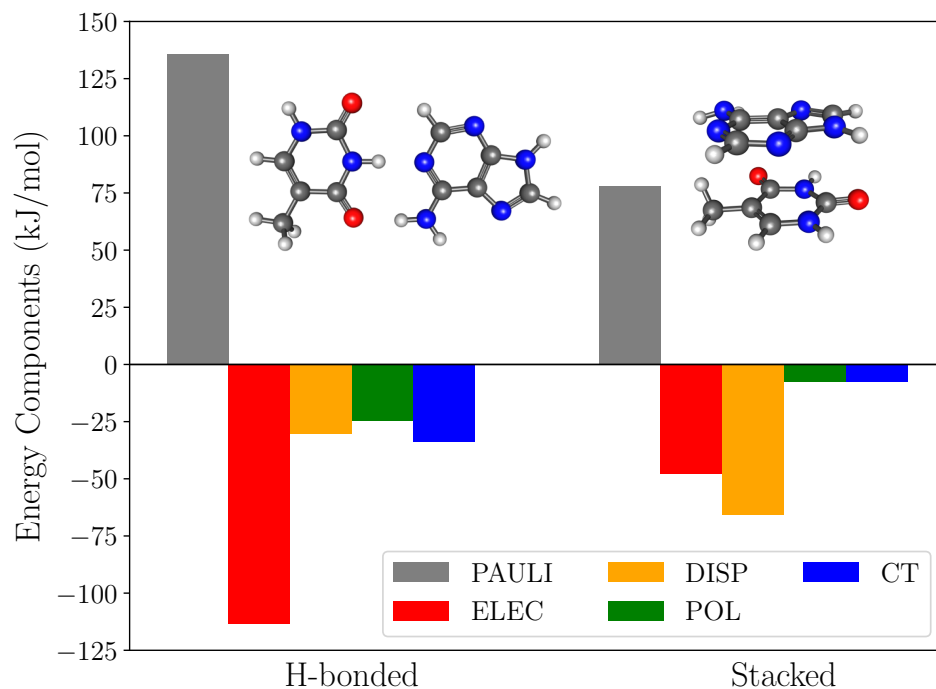 150
125
100
75
50
25
0
−25
−50
−75
−100
−125
Energy Components (kJ/mol)
PAULI
DISP
CT
ELEC
POL
H-bonded
Stacked